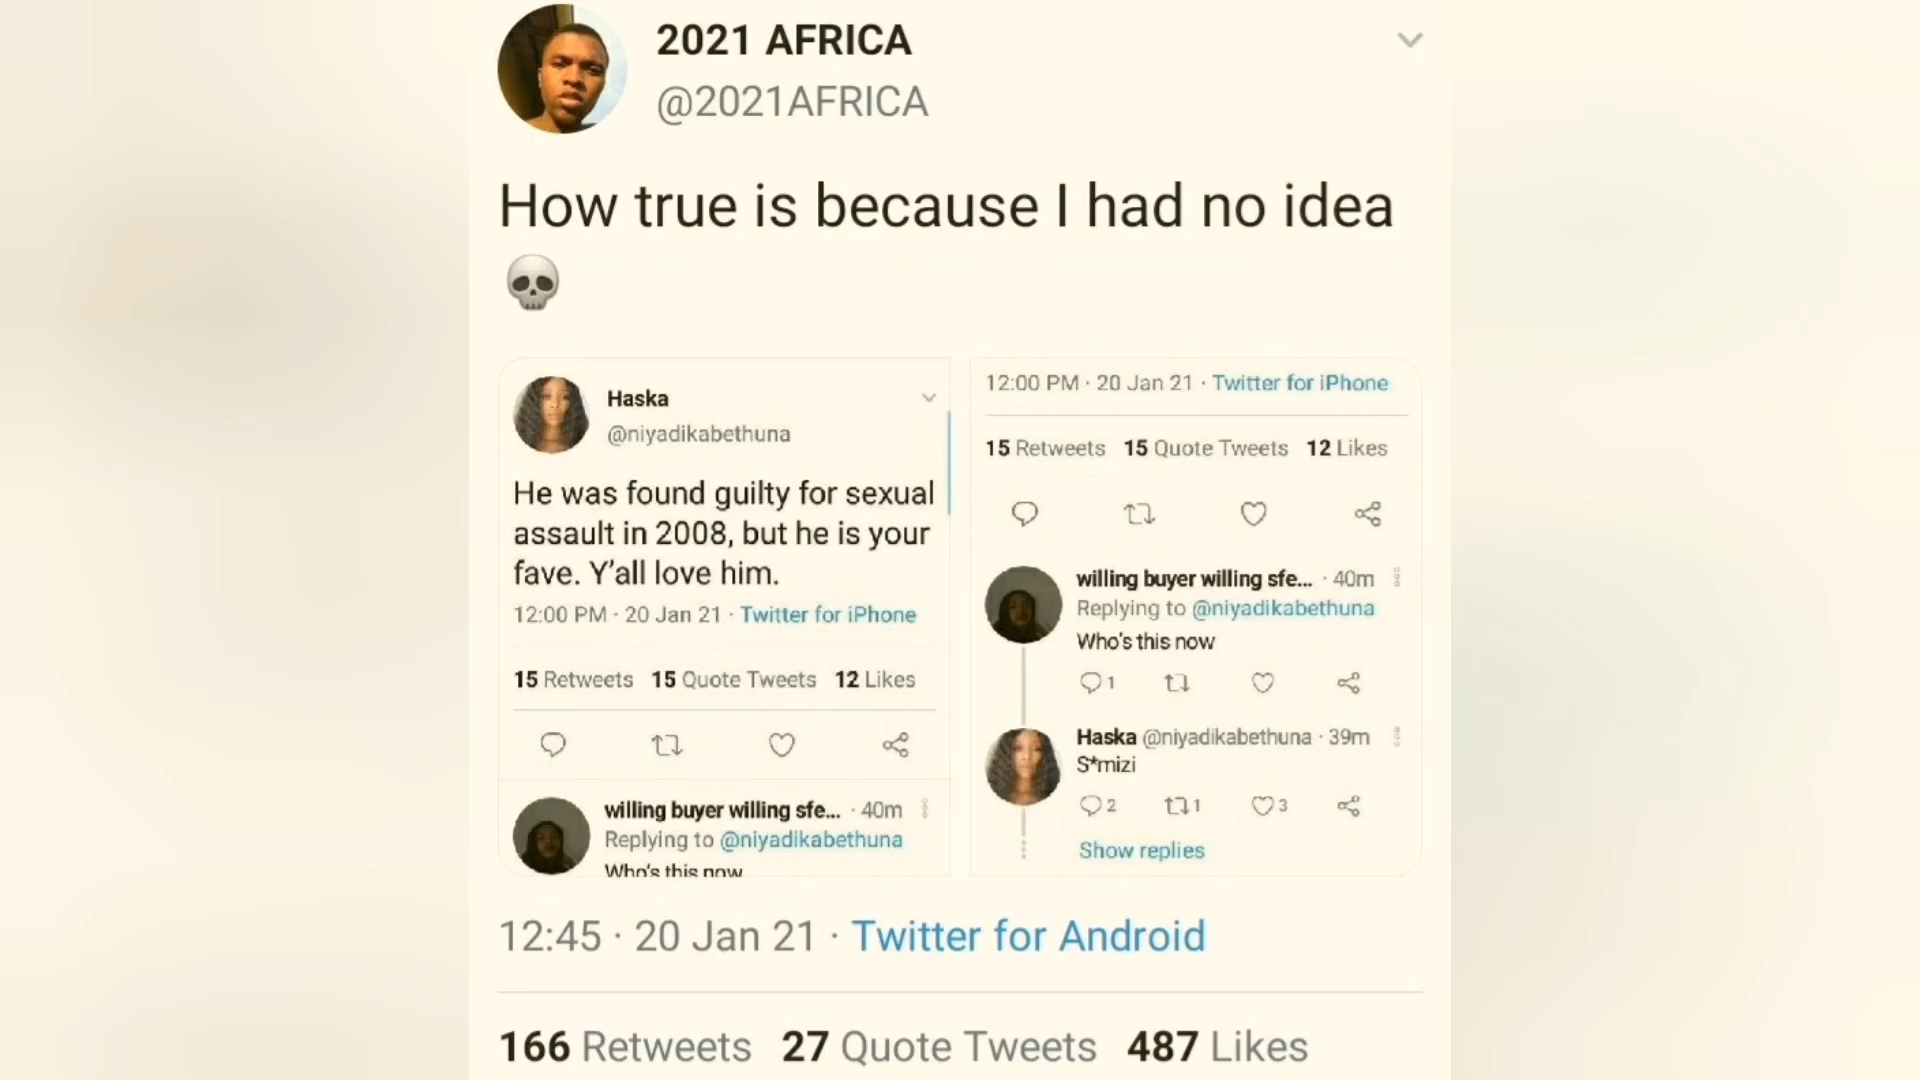 2021 AFRICA
@2021AFRICA
How true is because I had no idea
Haska
@niyadikabethuna
He was found guilty for sexual
assault in 2008, but he is your
fave. Y'all love him.
12:00 PM · 20 Jan 21 · Twitter for iPhone
15 Retweets 15 Quote Tweets 12 Likes
willing buyer willing sfe... · 40m
Replying to @niyadikabethuna
Who's this now
12:00 PM · 20 Jan 21 · Twitter for iPhone
15 Retweets 15 Quote Tweets 12 Likes
willing buyer willing sfe... · 40m
Replying to @niyadikabethuna
Who's this now
1
Haska @niyadikabethuna · 39m
S*mizi
2 1 3
Show replies
12:45 · 20 Jan 21 · Twitter for Android
166 Retweets 27 Quote Tweets 487 Likes